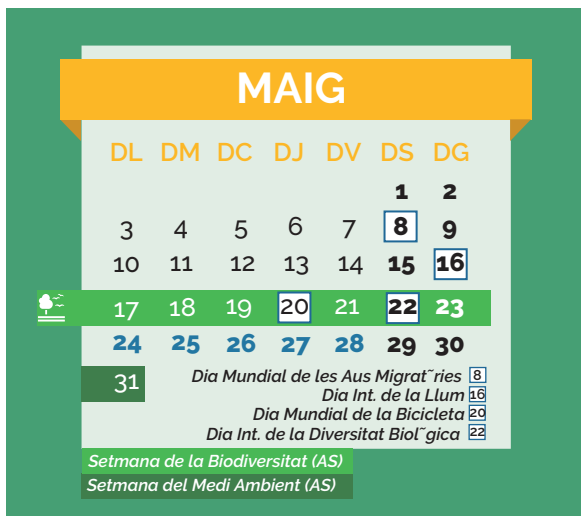 MAIG
DL DM DC DJ DV DS DG
1 2
3 4 5 6 7 8 9
10 11 12 13 14 15 16
17 18 19 20 21 22 23
24 25 26 27 28 29 30
31
Dia Mundial de les Aus Migrat˜ries 8
Dia Int. de la Llum 16
Dia Mundial de la Bicicleta 20
Dia Int. de la Diversitat Biol˜gica 22
Setmana de la Biodiversitat (AS)
Setmana del Medi Ambient (AS)